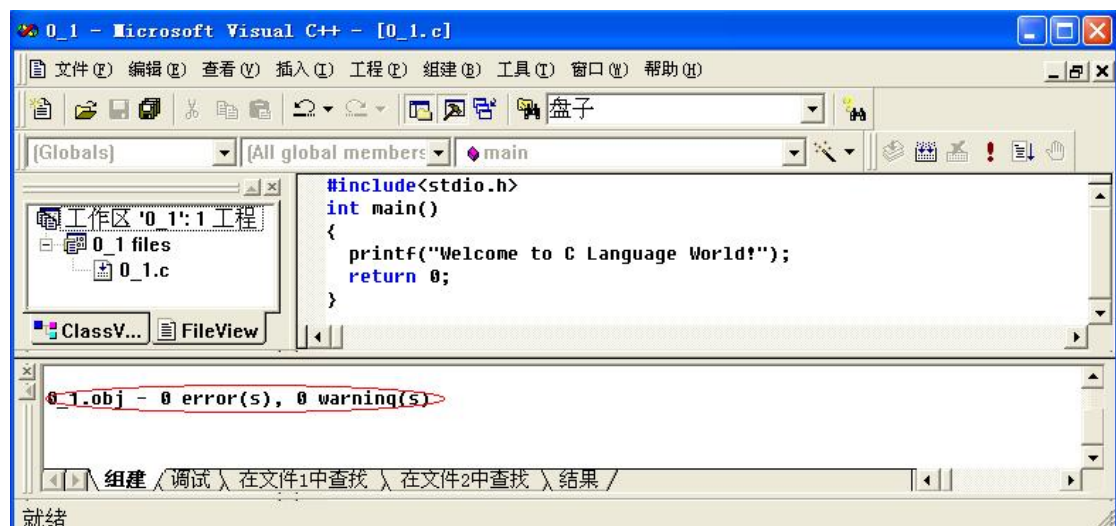 0_1 - Microsoft Visual C++ - [0_1.c]
文件(F) 编辑(E) 查看(V) 插入(I) 工程(P) 组建(B) 工具(T) 窗口(W) 帮助(H)
盘子
(Globals) (All global members main
工作区 '0_1': 1 工程
0_1 files
0_1.c
ClassV... FileView
#include<stdio.h>
int main()
{
printf("Welcome to C Language World!");
return 0;
}
0_1.obj - 0 error(s), 0 warning(s)
组建 调试 在文件1中查找 在文件2中查找 结果
就绪